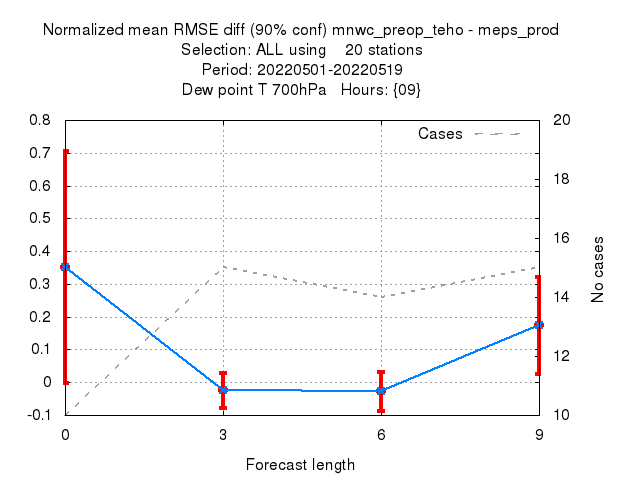 Normalized mean RMSE diff (90% conf) mnwc_preop_teho - meps_prod
Selection: ALL using 20 stations
Period: 20220501-20220519
Dew point T 700hPa Hours: {09}
Cases
0.8
0.7
0.6
0.5
0.4
0.3
0.2
0.1
0
-0.1
20
18
16
14
12
10
No cases
0 3 6 9
Forecast length